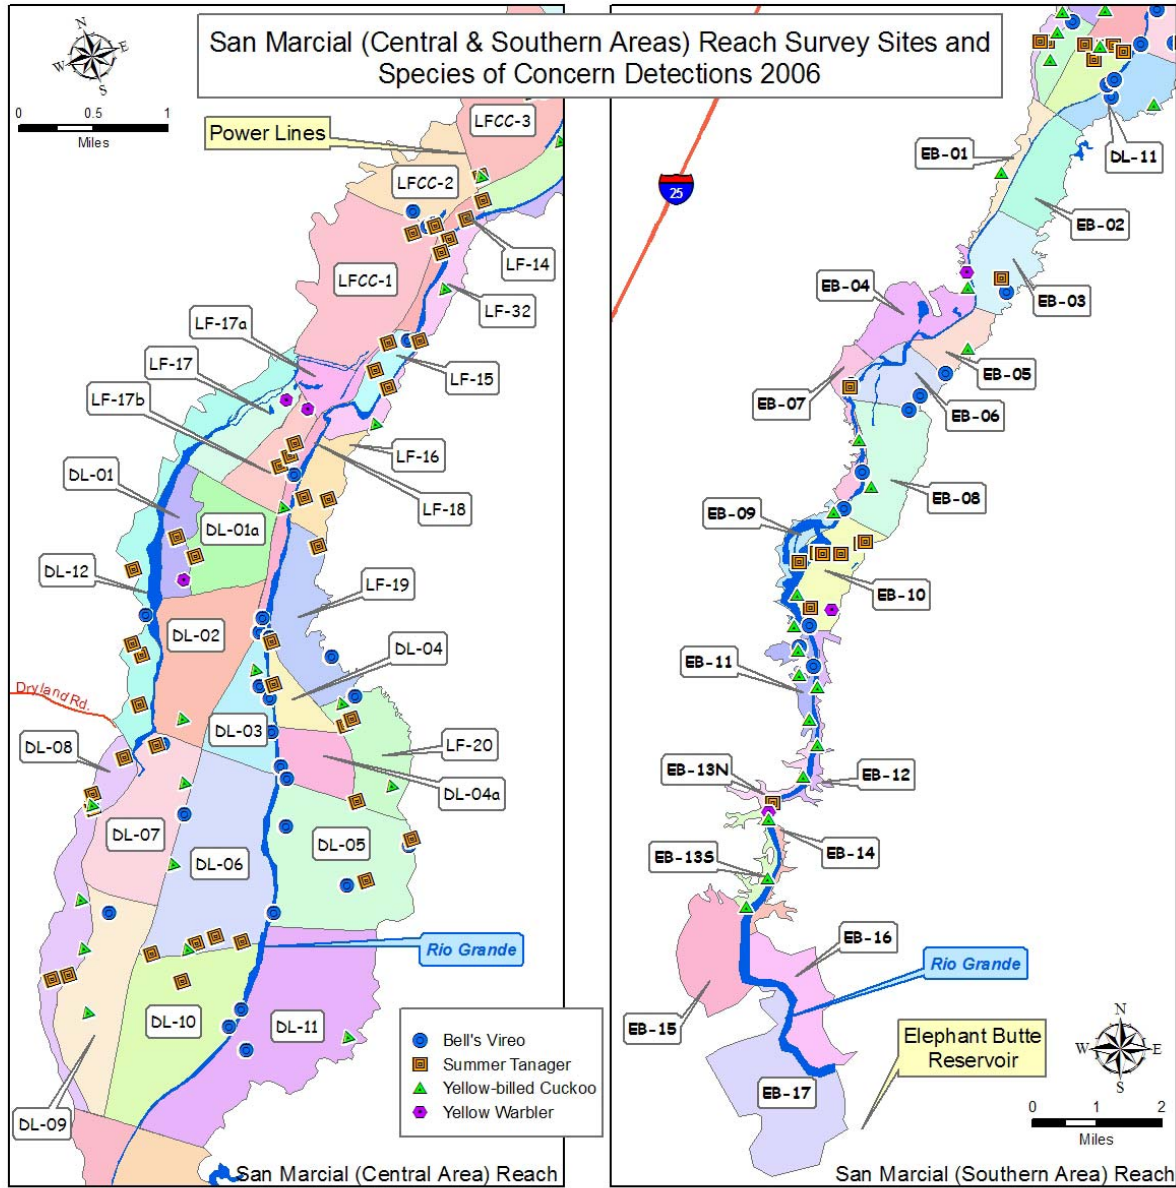 San Marcial (Central & Southern Areas) Reach Survey Sites and
Species of Concern Detections 2006
N
E
S
W
0 0.5 1
Miles
Power Lines
LFCC-3
LFCC-2
LFCC-1
LF-14
LF-32
LF-17a
LF-17
LF-15
LF-17b
LF-16
LF-18
DL-01
DL-01a
DL-12
LF-19
DL-02
DL-04
Dryland Rd.
DL-03
DL-08
LF-20
DL-04a
DL-07
DL-05
DL-06
Rio Grande
DL-10
DL-11
DL-09
Bell's Vireo
Summer Tanager
Yellow-billed Cuckoo
Yellow Warbler
San Marcial (Central Area) Reach
25
EB-01
DL-11
EB-02
EB-04
EB-03
EB-05
EB-07
EB-06
EB-08
EB-09
EB-10
EB-11
EB-13N
EB-12
EB-14
EB-13S
EB-16
Rio Grande
EB-15
Elephant Butte
Reservoir
EB-17
N
W E
S
0 1 2
Miles
San Marcial (Southern Area) Reach